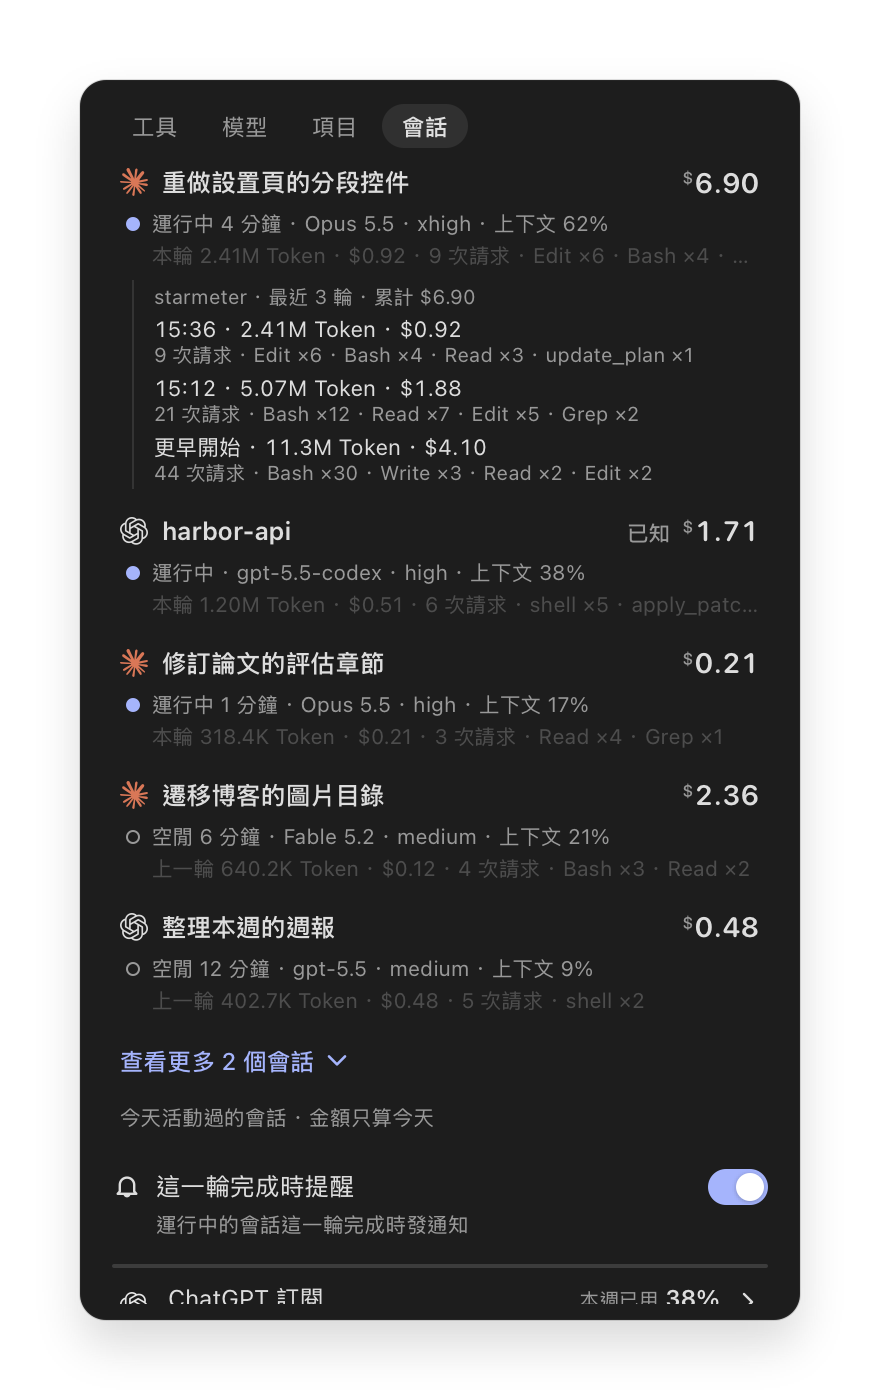 工具 模型 項目 會話
重做設置頁的分段控件 $6.90
運行中 4 分鐘 · Opus 5.5 · xhigh · 上下文 62%
本輪 2.41M Token · $0.92 · 9 次請求 · Edit ×6 · Bash ×4 · ...
starmeter · 最近 3 輪 · 累計 $6.90
15:36 · 2.41M Token · $0.92
9 次請求 · Edit ×6 · Bash ×4 · Read ×3 · update_plan ×1
15:12 · 5.07M Token · $1.88
21 次請求 · Bash ×12 · Read ×7 · Edit ×5 · Grep ×2
更早開始 · 11.3M Token · $4.10
44 次請求 · Bash ×30 · Write ×3 · Read ×2 · Edit ×2
harbor-api 已知 $1.71
運行中 · gpt-5.5-codex · high · 上下文 38%
本輪 1.20M Token · $0.51 · 6 次請求 · shell ×5 · apply_patc...
修訂論文的評估章節 $0.21
運行中 1 分鐘 · Opus 5.5 · high · 上下文 17%
本輪 318.4K Token · $0.21 · 3 次請求 · Read ×4 · Grep ×1
遷移博客的圖片目錄 $2.36
空閒 6 分鐘 · Fable 5.2 · medium · 上下文 21%
上一輪 640.2K Token · $0.12 · 4 次請求 · Bash ×3 · Read ×2
整理本週的週報 $0.48
空閒 12 分鐘 · gpt-5.5 · medium · 上下文 9%
上一輪 402.7K Token · $0.48 · 5 次請求 · shell ×2
查看更多 2 個會話
今天活動過的會話 · 金額只算今天
這一輪完成時提醒
運行中的會話這一輪完成時發通知
ChatGPT 訂閱 本週已用 38%